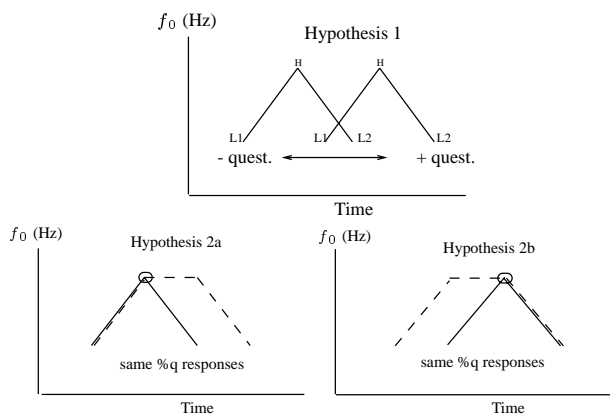 f0 (Hz)
Hypothesis 1
H H
L1 L1 L2 L2
- quest. + quest.
Time
f0 (Hz)
Hypothesis 2a
same %q responses
Time
f0 (Hz)
Hypothesis 2b
same %q responses
Time